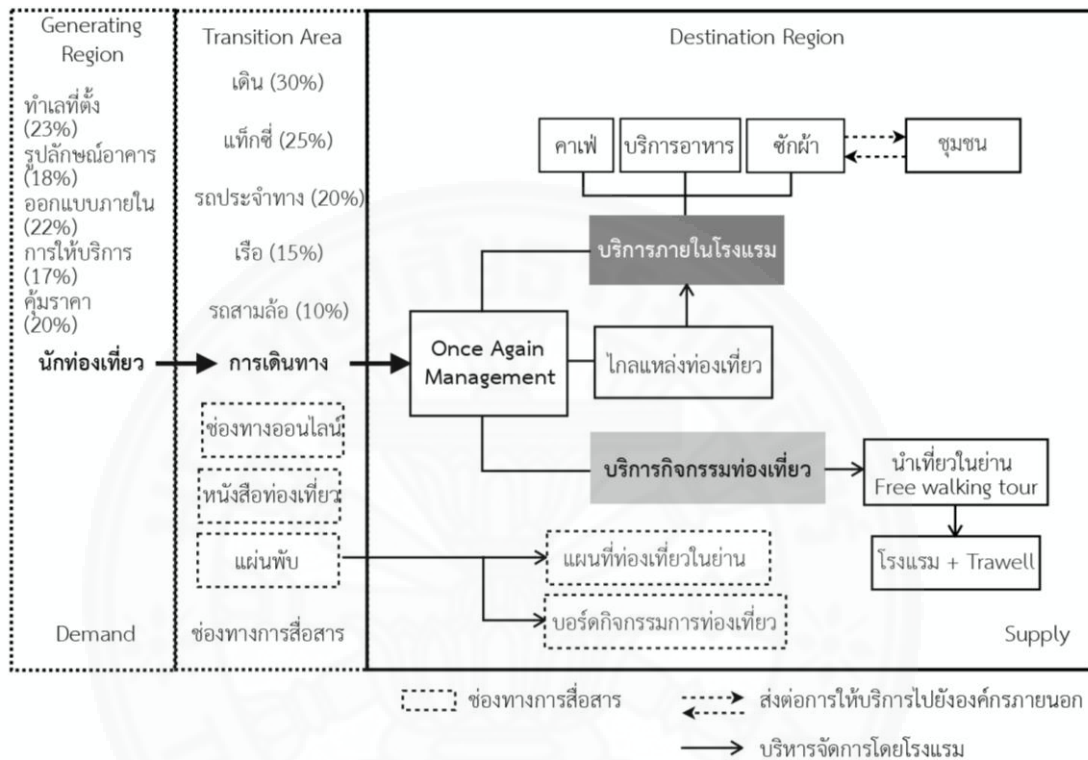 Generating
Region
ทำเลที่ตั้ง
(23%)
รูปลักษณ์อาคาร
(18%)
ออกแบบภายใน
(22%)
การให้บริการ
(17%)
คุ้มราคา
(20%)
นักท่องเที่ยว
Demand
Transition Area
เดิน (30%)
แท็กซี่ (25%)
รถประจำทาง (20%)
เรือ (15%)
รถสามล้อ (10%)
การเดินทาง
ช่องทางออนไลน์
หนังสือท่องเที่ยว
แผ่นพับ
ช่องทางการสื่อสาร
Destination Region
คาเฟ่
บริการอาหาร
ซักผ้า
ชุมชน
บริการภายในโรงแรม
Once Again
Management
ไกลแหล่งท่องเที่ยว
บริการกิจกรรมท่องเที่ยว
นำเที่ยวในย่าน
Free walking tour
โรงแรม + Trawell
แผนที่ท่องเที่ยวในย่าน
บอร์ดกิจกรรมการท่องเที่ยว
Supply
ช่องทางการสื่อสาร
ส่งต่อการให้บริการไปยังองค์กรภายนอก
บริหารจัดการโดยโรงแรม